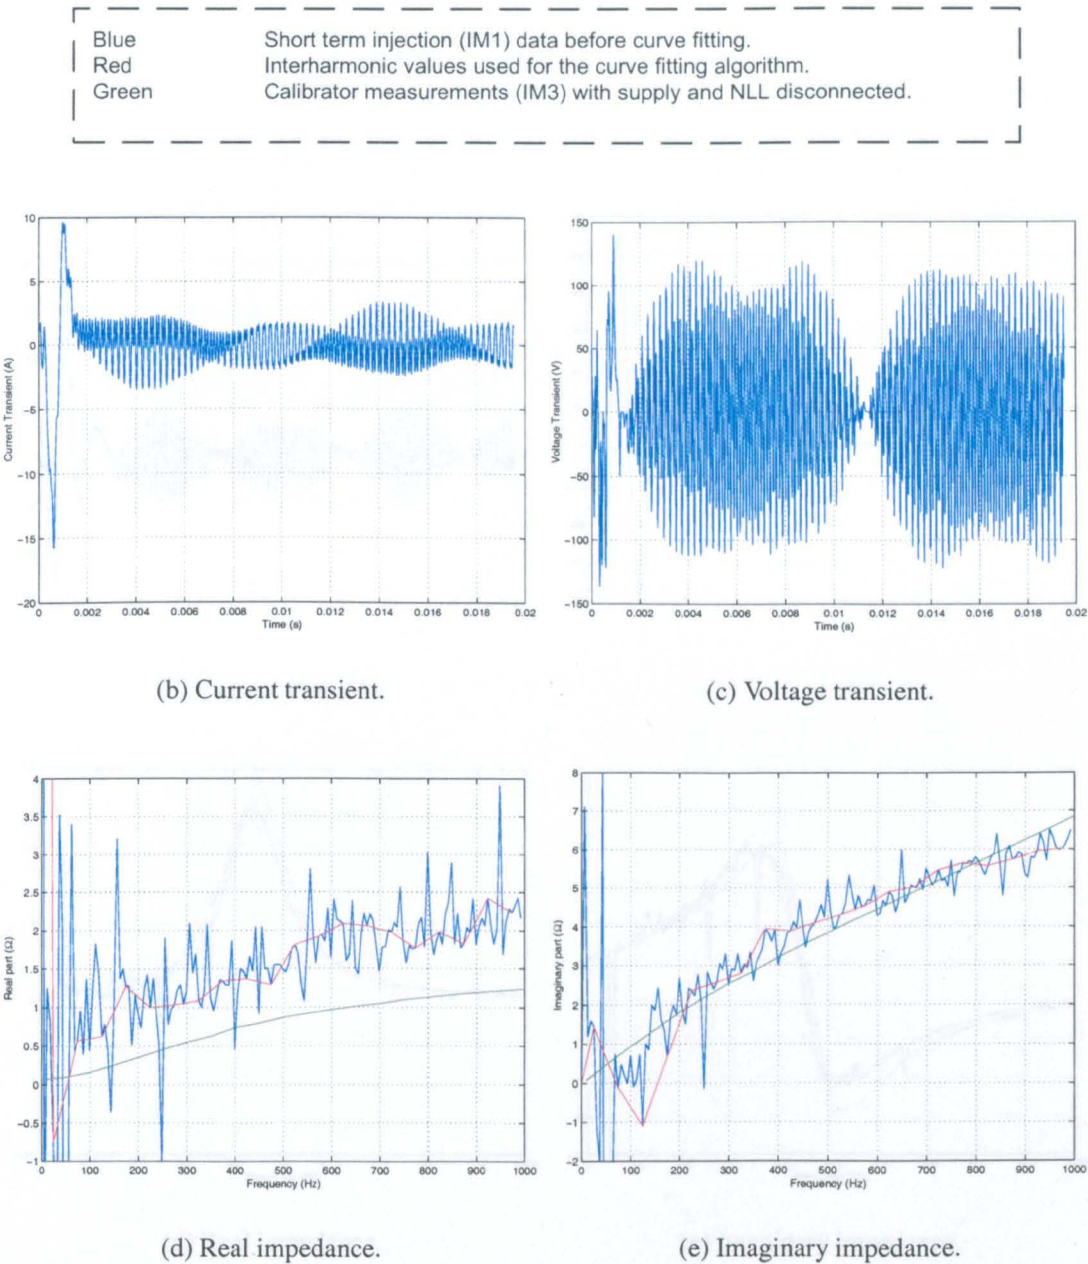 Blue Short term injection (IM1) data before curve fitting.
Red Interharmonic values used for the curve fitting algorithm.
Green Calibrator measurements (IM3) with supply and NLL disconnected.
10
5
0
−5
−10
−15
−20
Current Transient (A)
0 0.002 0.004 0.006 0.008 0.01 0.012 0.014 0.016 0.018 0.02
Time (s)
(b) Current transient.
150
100
50
0
−50
−100
−150
Voltage Transient (V)
0 0.002 0.004 0.006 0.008 0.01 0.012 0.014 0.016 0.018 0.02
Time (s)
(c) Voltage transient.
4
3.5
3
2.5
2
1.5
1
0.5
0
−0.5
−1
Real part (Ω)
0 100 200 300 400 500 600 700 800 900 1000
Frequency (Hz)
(d) Real impedance.
8
7
6
5
4
3
2
1
0
−1
−2
Imaginary part (Ω)
0 100 200 300 400 500 600 700 800 900 1000
Frequency (Hz)
(e) Imaginary impedance.